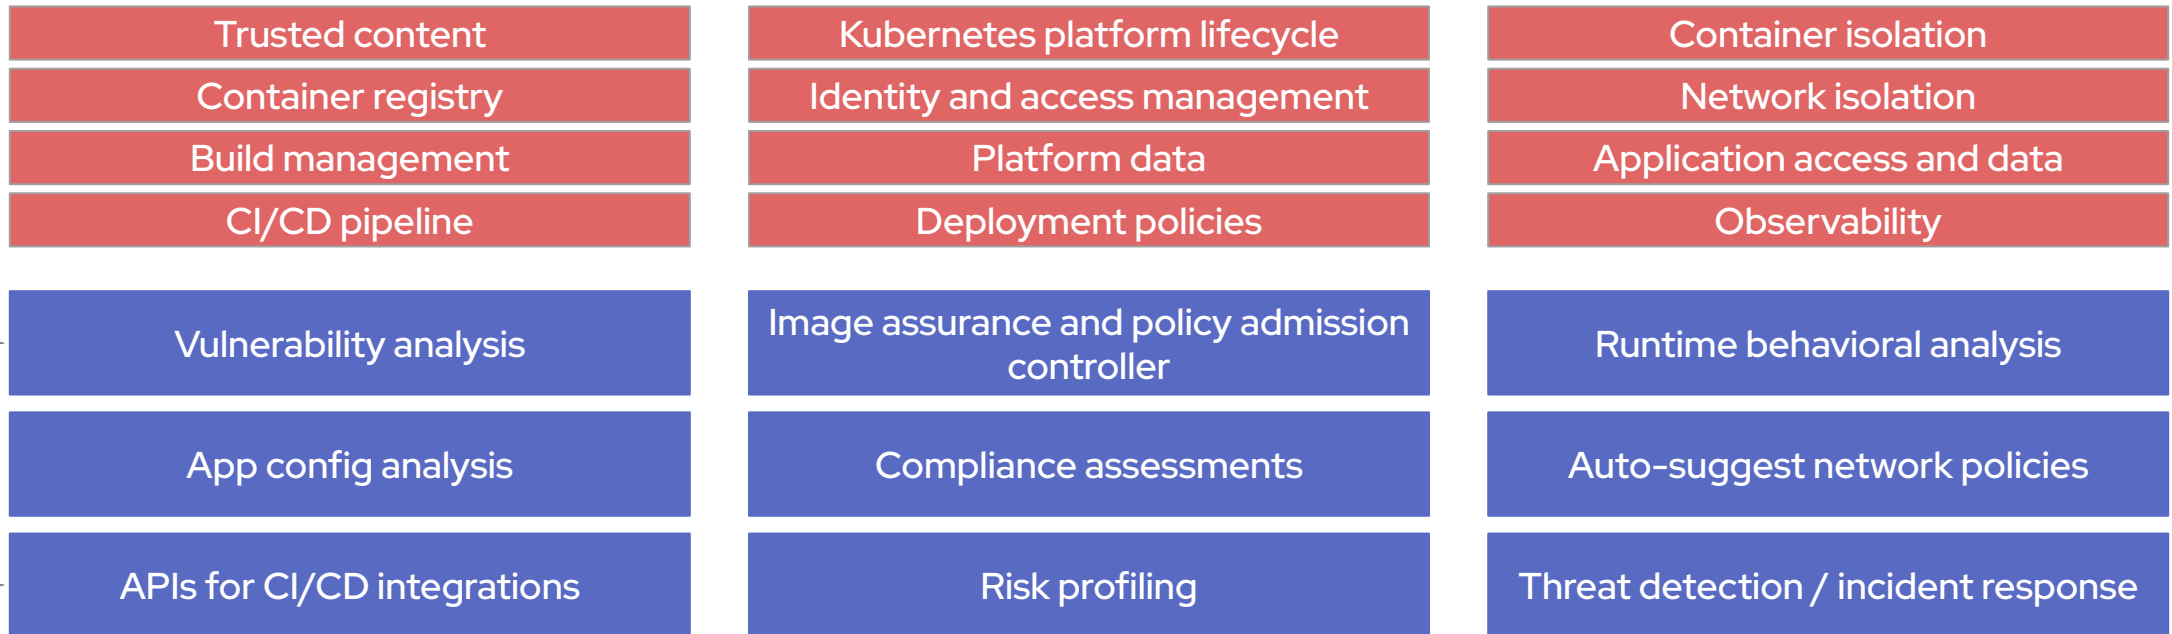 Trusted content
Kubernetes platform lifecycle
Container isolation
Container registry
Identity and access management
Network isolation
Build management
Platform data
Application access and data
CI/CD pipeline
Deployment policies
Observability
Vulnerability analysis
Image assurance and policy admission
controller
Runtime behavioral analysis
App config analysis
Compliance assessments
Auto-suggest network policies
APIs for CI/CD integrations
Risk profiling
Threat detection / incident response